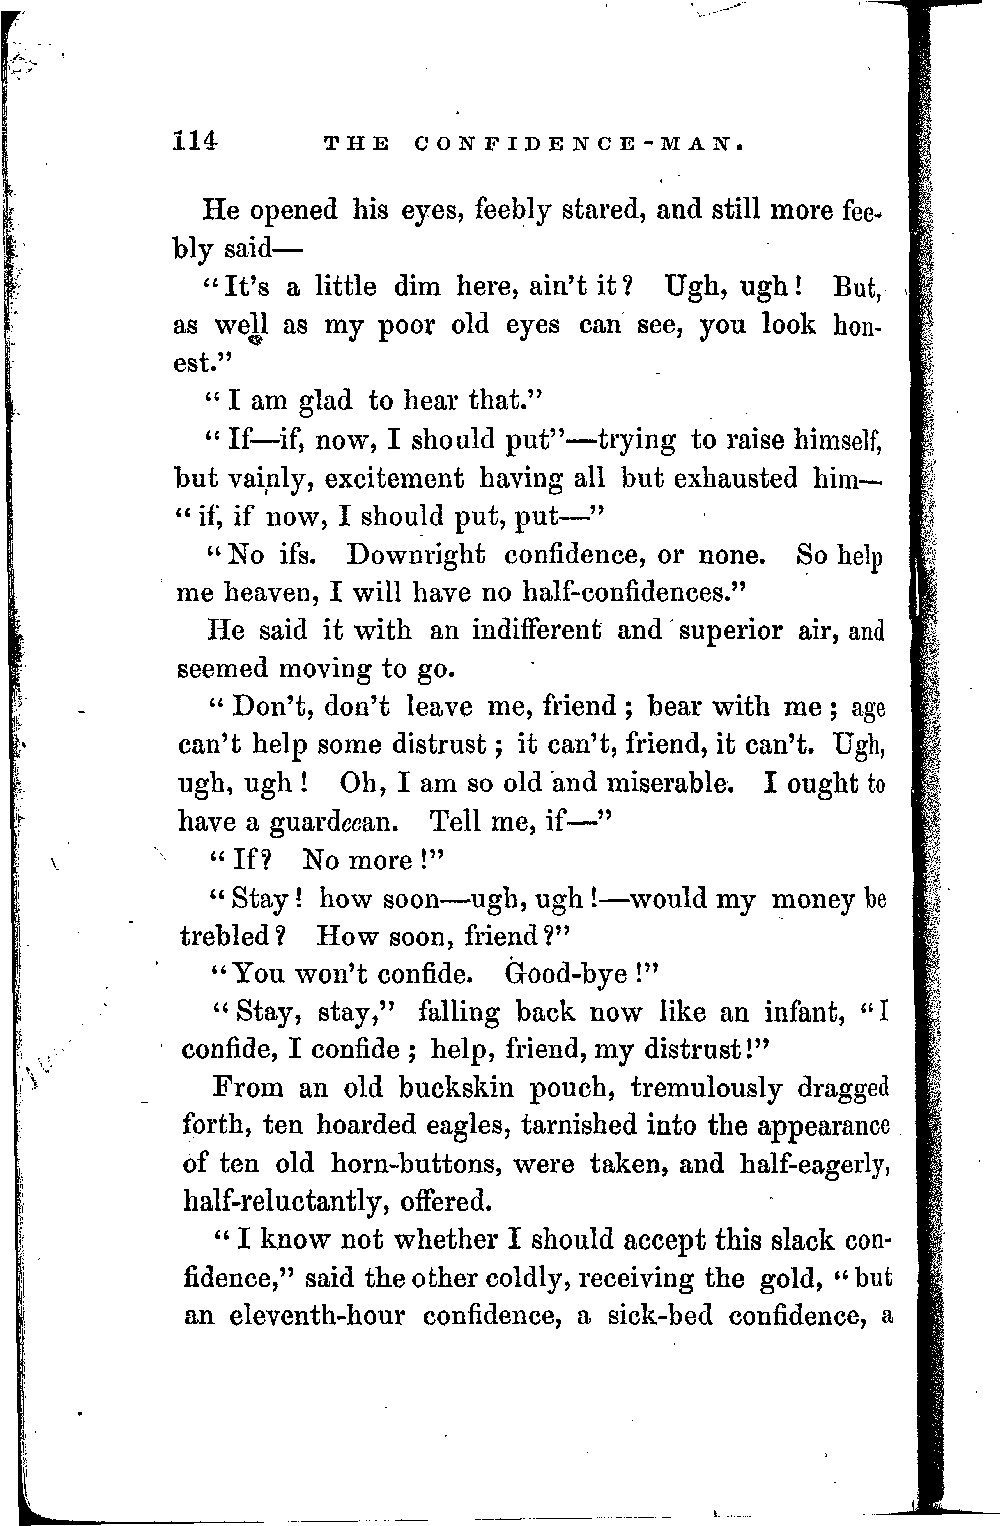 114 THE CONFIDENCE-MAN.
He opened his eyes, feebly stared, and still more fee-
bly said—
“It’s a little dim here, ain’t it? Ugh, ugh! But,
as well as my poor old eyes can see, you look hon-
est.”
“I am glad to hear that.”
“If—if, now, I should put”—trying to raise himself,
but vainly, excitement having all but exhausted him—
“if, if now, I should put, put—”
“No ifs. Downright confidence, or none. So help
me heaven, I will have no half-confidences.”
He said it with an indifferent and superior air, and
seemed moving to go.
“Don’t, don’t leave me, friend; bear with me; age
can’t help some distrust; it can’t, friend, it can’t. Ugh,
ugh, ugh! Oh, I am so old and miserable. I ought to
have a guardeean. Tell me, if—”
“If? No more!”
“Stay! how soon—ugh, ugh!—would my money be
trebled? How soon, friend?”
“You won’t confide. Good-bye!”
“Stay, stay,” falling back now like an infant, “I
confide, I confide; help, friend, my distrust!”
From an old buckskin pouch, tremulously dragged
forth, ten hoarded eagles, tarnished into the appearance
of ten old horn-buttons, were taken, and half-eagerly,
half-reluctantly, offered.
“I know not whether I should accept this slack con-
fidence,” said the other coldly, receiving the gold, “but
an eleventh-hour confidence, a sick-bed confidence, a